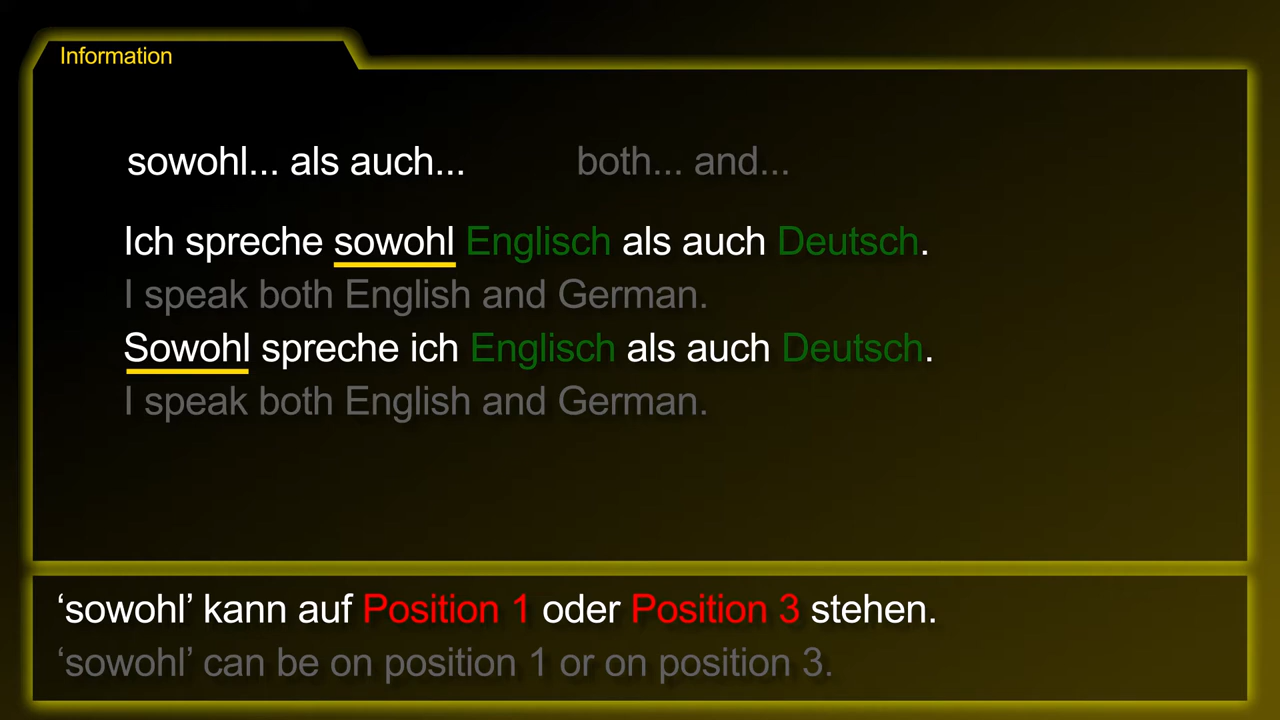 Information
sowohl... als auch... both... and...
Ich spreche sowohl Englisch als auch Deutsch.
I speak both English and German.
Sowohl spreche ich Englisch als auch Deutsch.
I speak both English and German.
‘sowohl’ kann auf Position 1 oder Position 3 stehen.
‘sowohl’ can be on position 1 or on position 3.